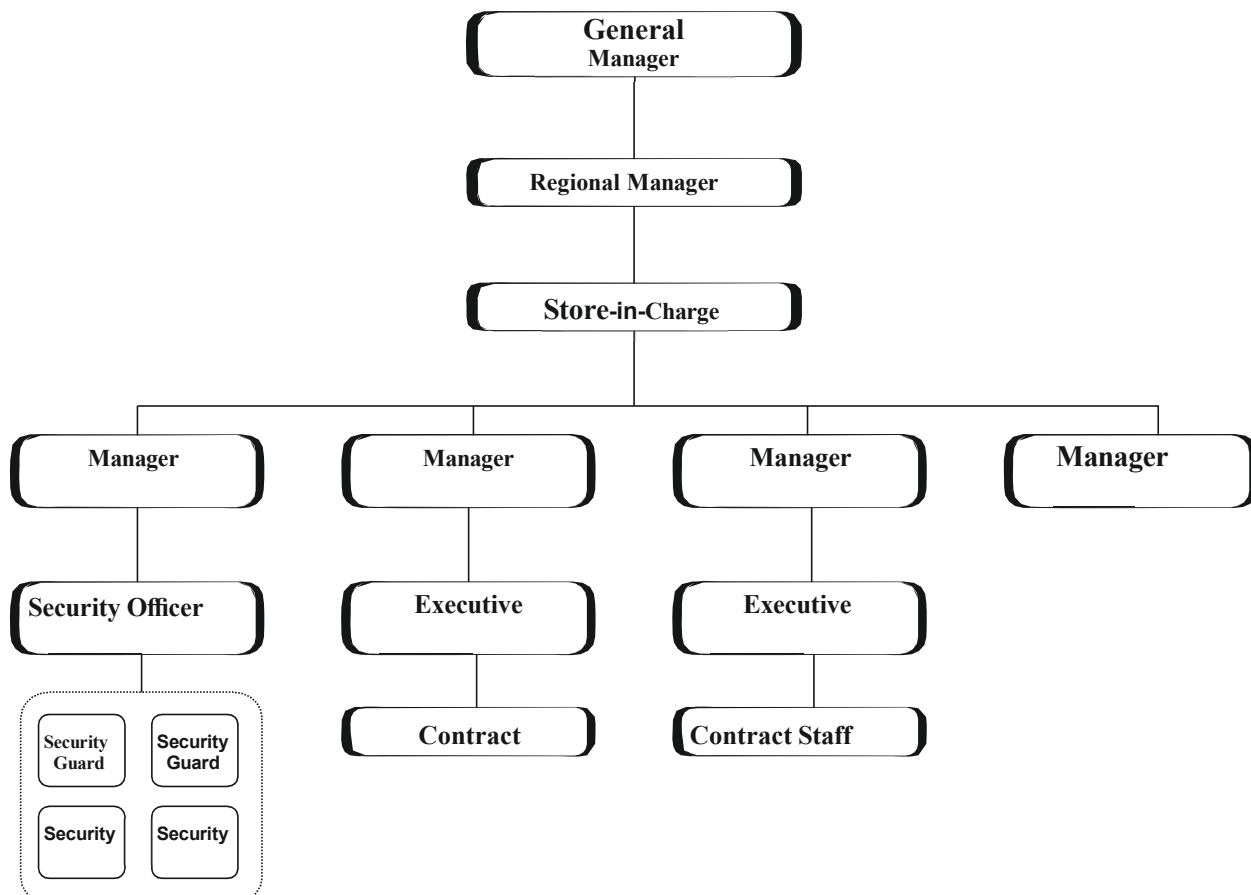 General
Manager
Regional Manager
Store-in-Charge
Manager
Manager
Manager
Manager
Security Officer
Executive
Executive
Contract
Contract Staff
Security
Guard
Security
Guard
Security
Security